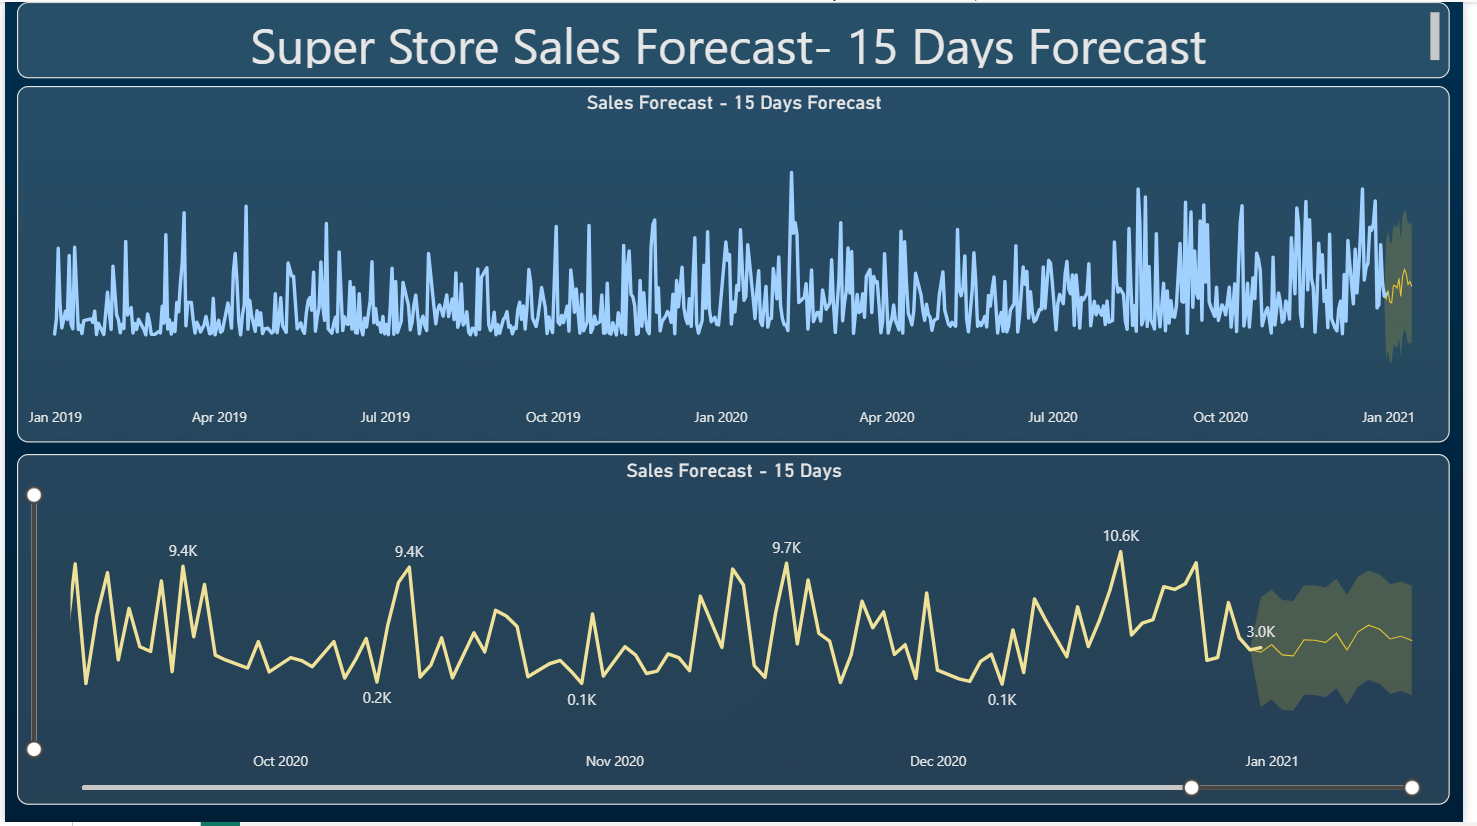 Super Store Sales Forecast- 15 Days Forecast
Sales Forecast - 15 Days Forecast
Jan 2019 Apr 2019 Jul 2019 Oct 2019 Jan 2020 Apr 2020 Jul 2020 Oct 2020 Jan 2021
Sales Forecast - 15 Days
10.6K
9.4K 9.4K 9.7K
3.0K
0.2K 0.1K 0.1K
Oct 2020 Nov 2020 Dec 2020 Jan 2021